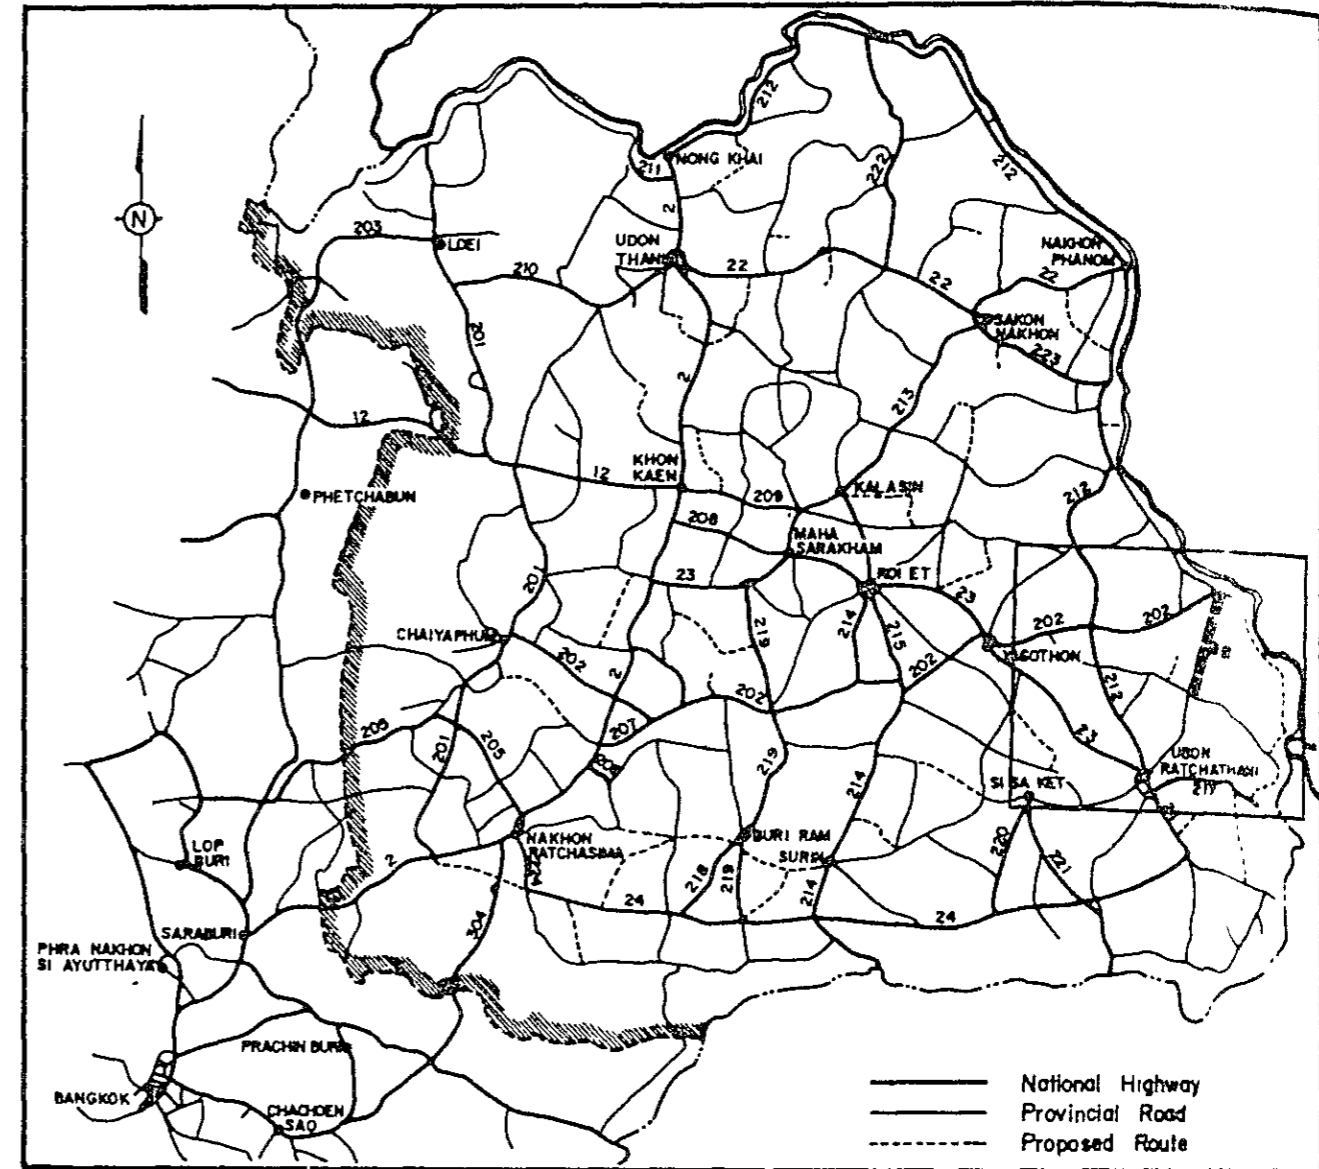 212
NONG KHAI
211
222
212
2
203
LOEI
UDON
THANI
NAKHON
PHANOM
210
22
22
22
SAKON
NAKHON
223
201
2
213
12
KHON
KAEN
12
PHETCHABUN
209
KALASIN
212
208
MAHA
SARAKHAM
23
ROI ET
201
23
219
214
215
202
202
CHAIYAPHUM
YASOTHON
202
202
2
212
202
207
205
201
205
219
23
UBON
RATCHATHANI
206
214
SI SA KET
217
NAKHON
RATCHASIMA
BURI RAM
SURIN
LOP
BURI
2
224
220
221
218
219
214
24
24
304
SARABURI
PHRA NAKHON
SI AYUTTHAYA
PRACHIN BURI
BANGKOK
CHACHOEN
SAO
N
National Highway
Provincial Road
Proposed Route